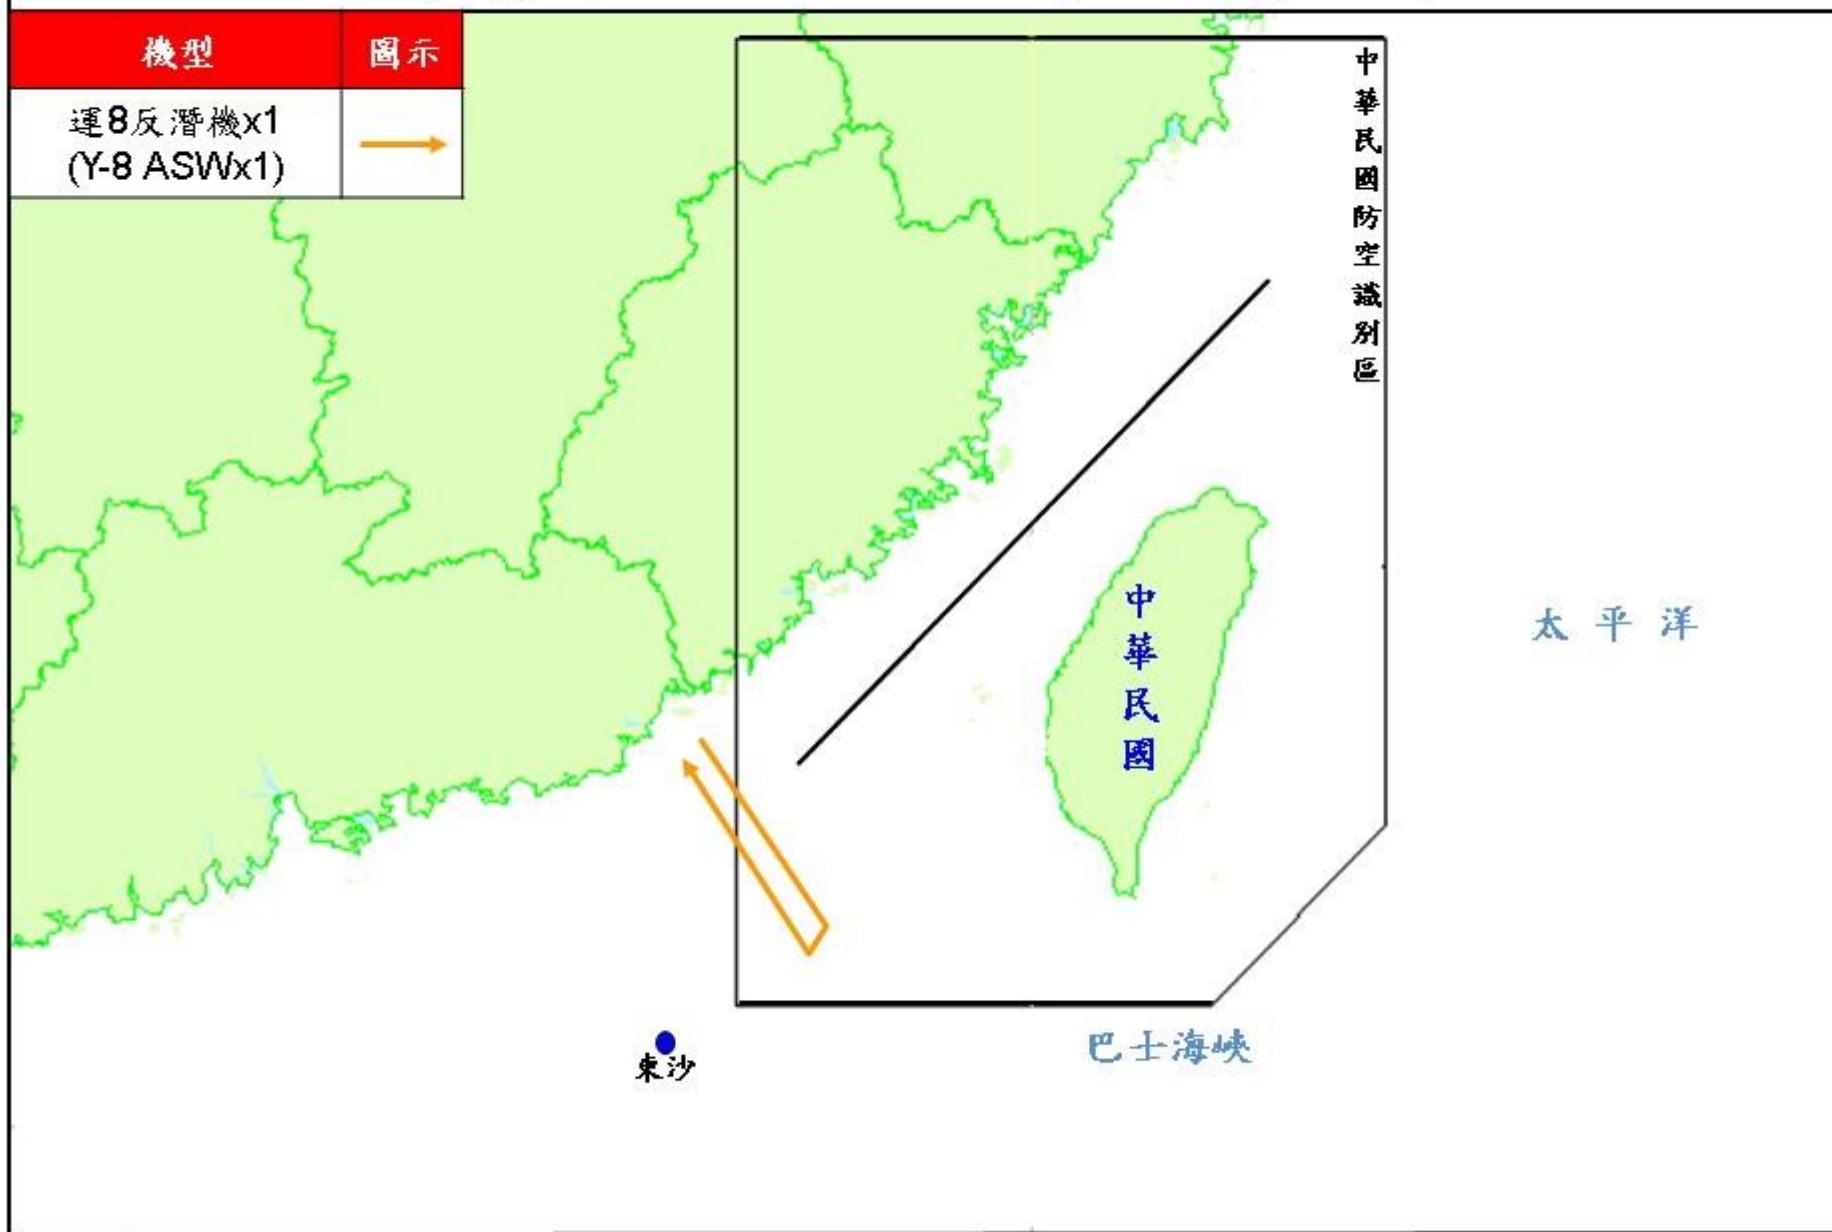 機型
圖示
運8反潛機x1
(Y-8 ASWx1)
中華民國防空識別區
中華民國
太平洋
巴士海峽
東沙